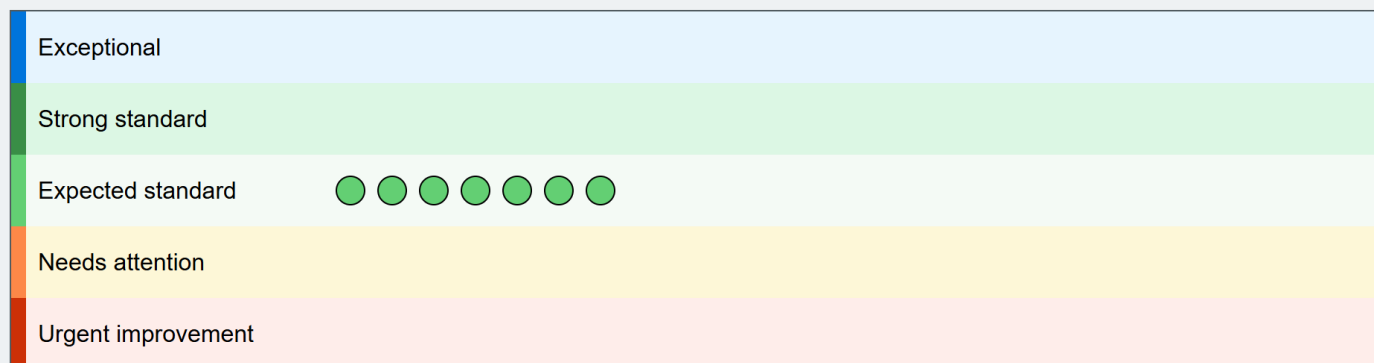 Exceptional
Strong standard
Expected standard
Needs attention
Urgent improvement